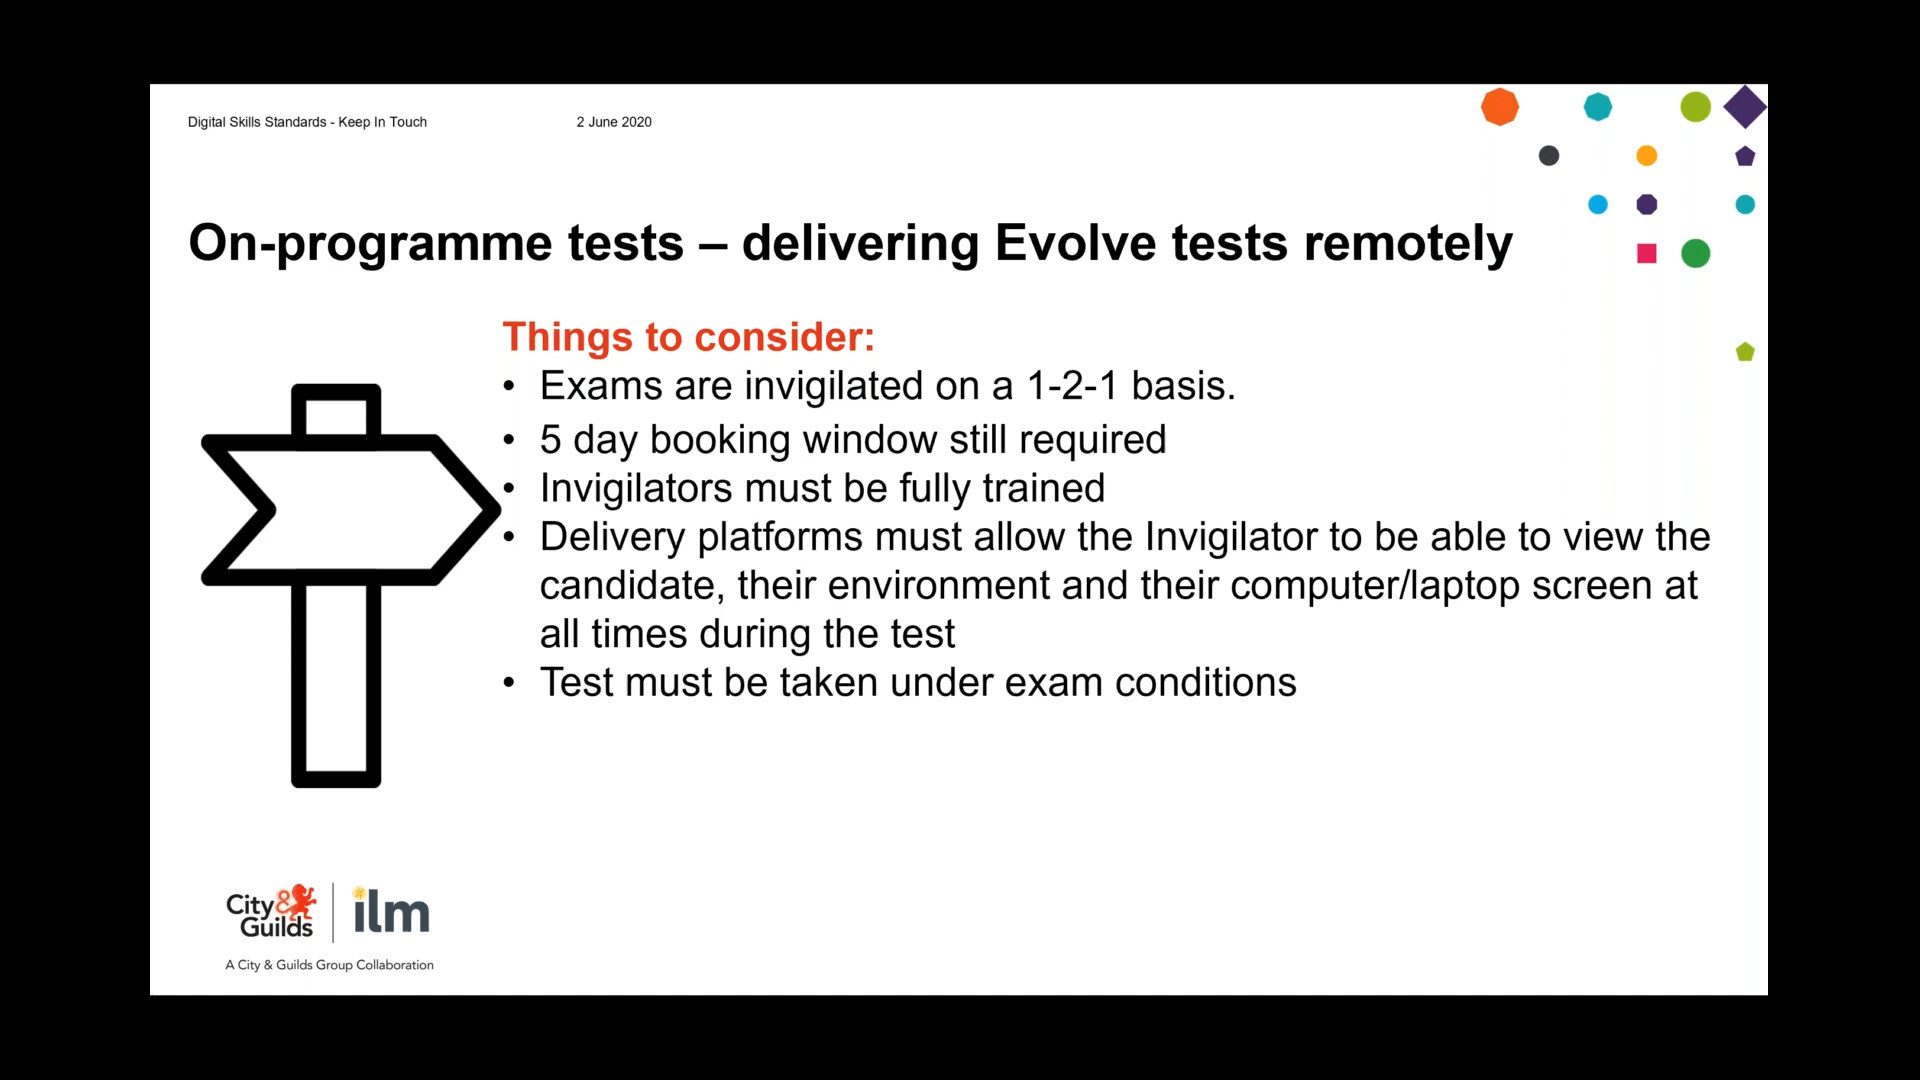 Digital Skills Standards - Keep In Touch 2 June 2020
On-programme tests – delivering Evolve tests remotely
Things to consider:
• Exams are invigilated on a 1-2-1 basis.
• 5 day booking window still required
• Invigilators must be fully trained
• Delivery platforms must allow the Invigilator to be able to view the
candidate, their environment and their computer/laptop screen at
all times during the test
• Test must be taken under exam conditions
City &
Guilds
ilm
A City & Guilds Group Collaboration